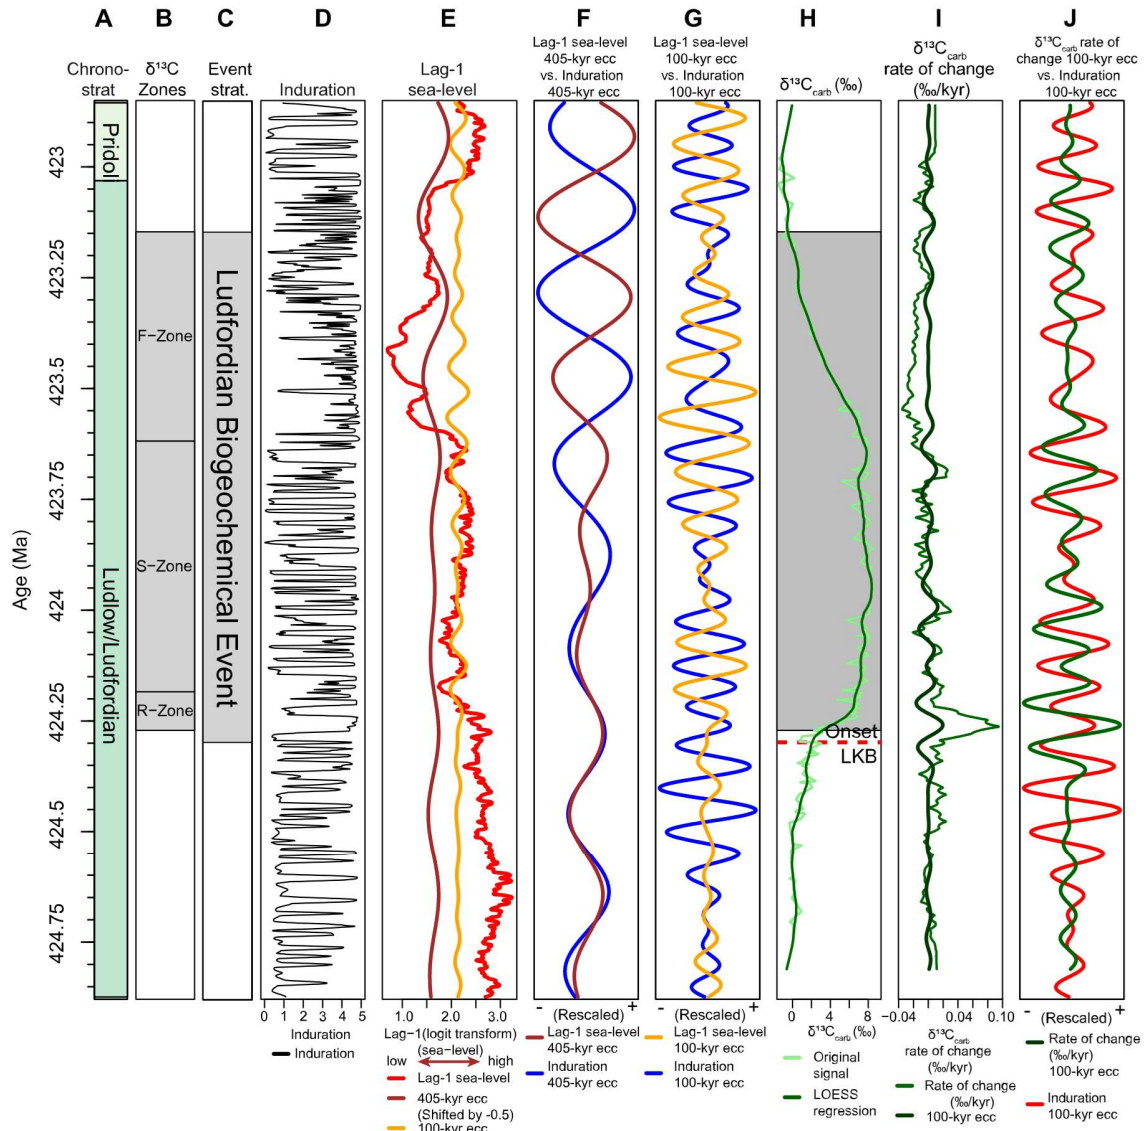 A B C D E F G H I J
Chrono-
strat
δ¹³C
Zones
Event
strat.
Induration
Lag-1
sea-level
Lag-1 sea-level
405-kyr ecc
vs. Induration
405-kyr ecc
Lag-1 sea-level
100-kyr ecc
vs. Induration
100-kyr ecc
δ¹³Ccarb (‰)
δ¹³Ccarb
rate of change
(‰/kyr)
δ¹³Ccarb rate of
change 100-kyr ecc
vs. Induration
100-kyr ecc
Age (Ma)
423
423.25
423.5
423.75
424
424.25
424.5
424.75
Pridoli
Ludlow/Ludfordian
F-Zone
S-Zone
R-Zone
Ludfordian Biogeochemical Event
Onset
LKB
0 1 2 3 4 5
Induration
Induration
1.0 2.0 3.0
Lag-1(logit transform)
(sea-level)
low high
Lag-1 sea-level
405-kyr ecc
(Shifted by -0.5)
100-kyr ecc
- +
(Rescaled)
Lag-1 sea-level
405-kyr ecc
Induration
405-kyr ecc
- +
(Rescaled)
Lag-1 sea-level
100-kyr ecc
Induration
100-kyr ecc
0 4 8
δ¹³Ccarb (‰)
Original
signal
LOESS
regression
-0.04 0.04 0.10
δ¹³Ccarb
rate of change
(‰/kyr)
Rate of change
(‰/kyr)
100-kyr ecc
- +
(Rescaled)
Rate of change
(‰/kyr)
100-kyr ecc
Induration
100-kyr ecc